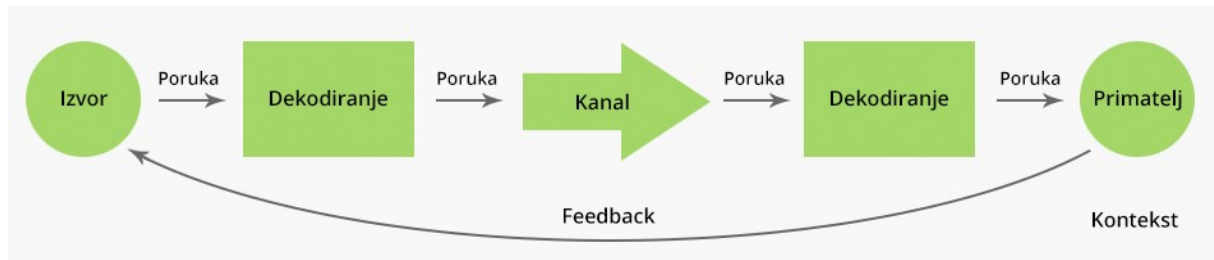 Izvor
Poruka
Dekodiranje
Poruka
Kanal
Poruka
Dekodiranje
Poruka
Primatelj
Feedback
Kontekst